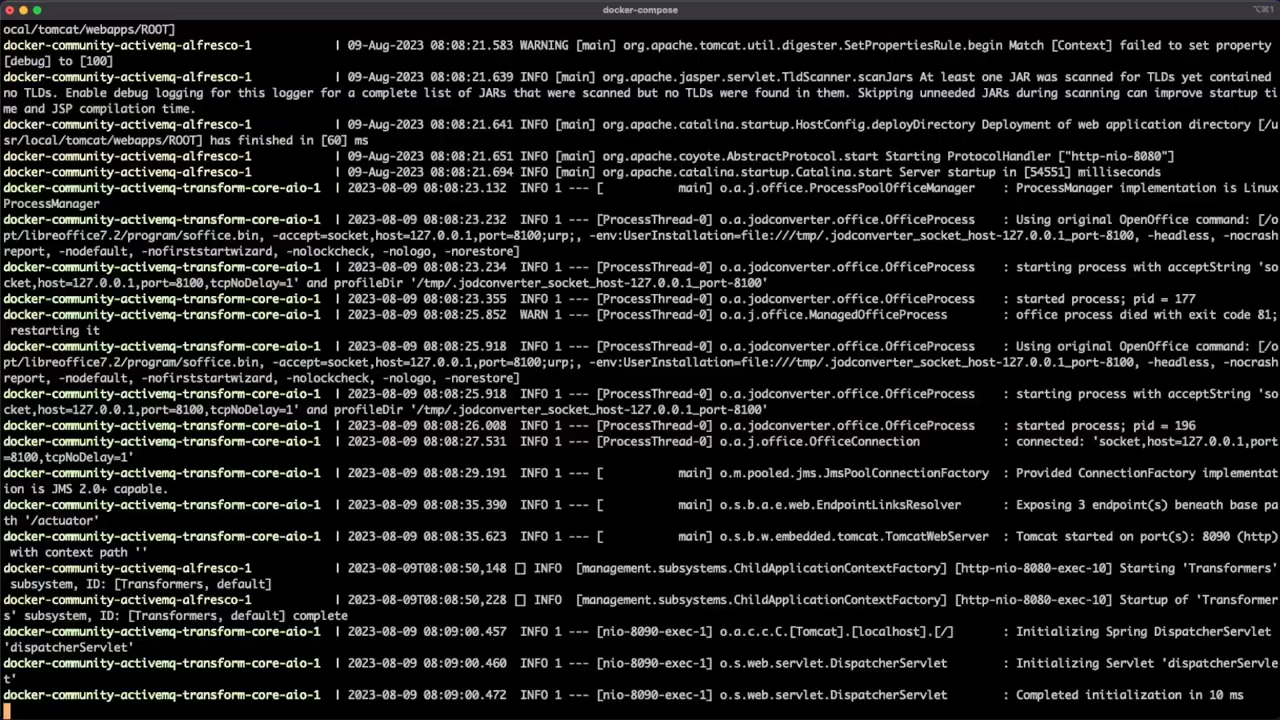 docker-compose
⌥⌘1
ocal/tomcat/webapps/ROOT]
docker-community-activemq-alfresco-1 | 09-Aug-2023 08:08:21.583 WARNING [main] org.apache.tomcat.util.digester.SetPropertiesRule.begin Match [Context] failed to set property
[debug] to [100]
docker-community-activemq-alfresco-1 | 09-Aug-2023 08:08:21.639 INFO [main] org.apache.jasper.servlet.TldScanner.scanJars At least one JAR was scanned for TLDs yet contained
no TLDs. Enable debug logging for this logger for a complete list of JARs that were scanned but no TLDs were found in them. Skipping unneeded JARs during scanning can improve startup ti
me and JSP compilation time.
docker-community-activemq-alfresco-1 | 09-Aug-2023 08:08:21.641 INFO [main] org.apache.catalina.startup.HostConfig.deployDirectory Deployment of web application directory [/u
sr/local/tomcat/webapps/ROOT] has finished in [60] ms
docker-community-activemq-alfresco-1 | 09-Aug-2023 08:08:21.651 INFO [main] org.apache.coyote.AbstractProtocol.start Starting ProtocolHandler ["http-nio-8080"]
docker-community-activemq-alfresco-1 | 09-Aug-2023 08:08:21.694 INFO [main] org.apache.catalina.startup.Catalina.start Server startup in [54551] milliseconds
docker-community-activemq-transform-core-aio-1 | 2023-08-09 08:08:23.132 INFO 1 --- [ main] o.a.j.office.ProcessPoolOfficeManager : ProcessManager implementation is Linux
ProcessManager
docker-community-activemq-transform-core-aio-1 | 2023-08-09 08:08:23.232 INFO 1 --- [ProcessThread-0] o.a.jodconverter.office.OfficeProcess : Using original OpenOffice command: [/o
pt/libreoffice7.2/program/soffice.bin, -accept=socket,host=127.0.0.1,port=8100;urp;, -env:UserInstallation=file:///tmp/.jodconverter_socket_host-127.0.0.1_port-8100, -headless, -nocrash
report, -nodefault, -nofirststartwizard, -nolockcheck, -nologo, -norestore]
docker-community-activemq-transform-core-aio-1 | 2023-08-09 08:08:23.234 INFO 1 --- [ProcessThread-0] o.a.jodconverter.office.OfficeProcess : starting process with acceptString 'so
cket,host=127.0.0.1,port=8100,tcpNoDelay=1' and profileDir '/tmp/.jodconverter_socket_host-127.0.0.1_port-8100'
docker-community-activemq-transform-core-aio-1 | 2023-08-09 08:08:23.355 INFO 1 --- [ProcessThread-0] o.a.jodconverter.office.OfficeProcess : started process; pid = 177
docker-community-activemq-transform-core-aio-1 | 2023-08-09 08:08:25.852 WARN 1 --- [ProcessThread-0] o.a.j.office.ManagedOfficeProcess : office process died with exit code 81;
restarting it
docker-community-activemq-transform-core-aio-1 | 2023-08-09 08:08:25.918 INFO 1 --- [ProcessThread-0] o.a.jodconverter.office.OfficeProcess : Using original OpenOffice command: [/o
pt/libreoffice7.2/program/soffice.bin, -accept=socket,host=127.0.0.1,port=8100;urp;, -env:UserInstallation=file:///tmp/.jodconverter_socket_host-127.0.0.1_port-8100, -headless, -nocrash
report, -nodefault, -nofirststartwizard, -nolockcheck, -nologo, -norestore]
docker-community-activemq-transform-core-aio-1 | 2023-08-09 08:08:25.918 INFO 1 --- [ProcessThread-0] o.a.jodconverter.office.OfficeProcess : starting process with acceptString 'so
cket,host=127.0.0.1,port=8100,tcpNoDelay=1' and profileDir '/tmp/.jodconverter_socket_host-127.0.0.1_port-8100'
docker-community-activemq-transform-core-aio-1 | 2023-08-09 08:08:26.008 INFO 1 --- [ProcessThread-0] o.a.jodconverter.office.OfficeProcess : started process; pid = 196
docker-community-activemq-transform-core-aio-1 | 2023-08-09 08:08:27.531 INFO 1 --- [ProcessThread-0] o.a.j.office.OfficeConnection : connected: 'socket,host=127.0.0.1,port
=8100,tcpNoDelay=1'
docker-community-activemq-transform-core-aio-1 | 2023-08-09 08:08:29.191 INFO 1 --- [ main] o.m.pooled.jms.JmsPoolConnectionFactory : Provided ConnectionFactory implementat
ion is JMS 2.0+ capable.
docker-community-activemq-transform-core-aio-1 | 2023-08-09 08:08:35.390 INFO 1 --- [ main] o.s.b.a.e.web.EndpointLinksResolver : Exposing 3 endpoint(s) beneath base pa
th '/actuator'
docker-community-activemq-transform-core-aio-1 | 2023-08-09 08:08:35.623 INFO 1 --- [ main] o.s.b.w.embedded.tomcat.TomcatWebServer : Tomcat started on port(s): 8090 (http)
with context path ''
docker-community-activemq-alfresco-1 | 2023-08-09T08:08:50,148 [] INFO [management.subsystems.ChildApplicationContextFactory] [http-nio-8080-exec-10] Starting 'Transformers'
subsystem, ID: [Transformers, default]
docker-community-activemq-alfresco-1 | 2023-08-09T08:08:50,228 [] INFO [management.subsystems.ChildApplicationContextFactory] [http-nio-8080-exec-10] Startup of 'Transformer
s' subsystem, ID: [Transformers, default] complete
docker-community-activemq-transform-core-aio-1 | 2023-08-09 08:09:00.457 INFO 1 --- [nio-8090-exec-1] o.a.c.c.C.[Tomcat].[localhost].[/] : Initializing Spring DispatcherServlet
'dispatcherServlet'
docker-community-activemq-transform-core-aio-1 | 2023-08-09 08:09:00.460 INFO 1 --- [nio-8090-exec-1] o.s.web.servlet.DispatcherServlet : Initializing Servlet 'dispatcherServle
t'
docker-community-activemq-transform-core-aio-1 | 2023-08-09 08:09:00.472 INFO 1 --- [nio-8090-exec-1] o.s.web.servlet.DispatcherServlet : Completed initialization in 10 ms